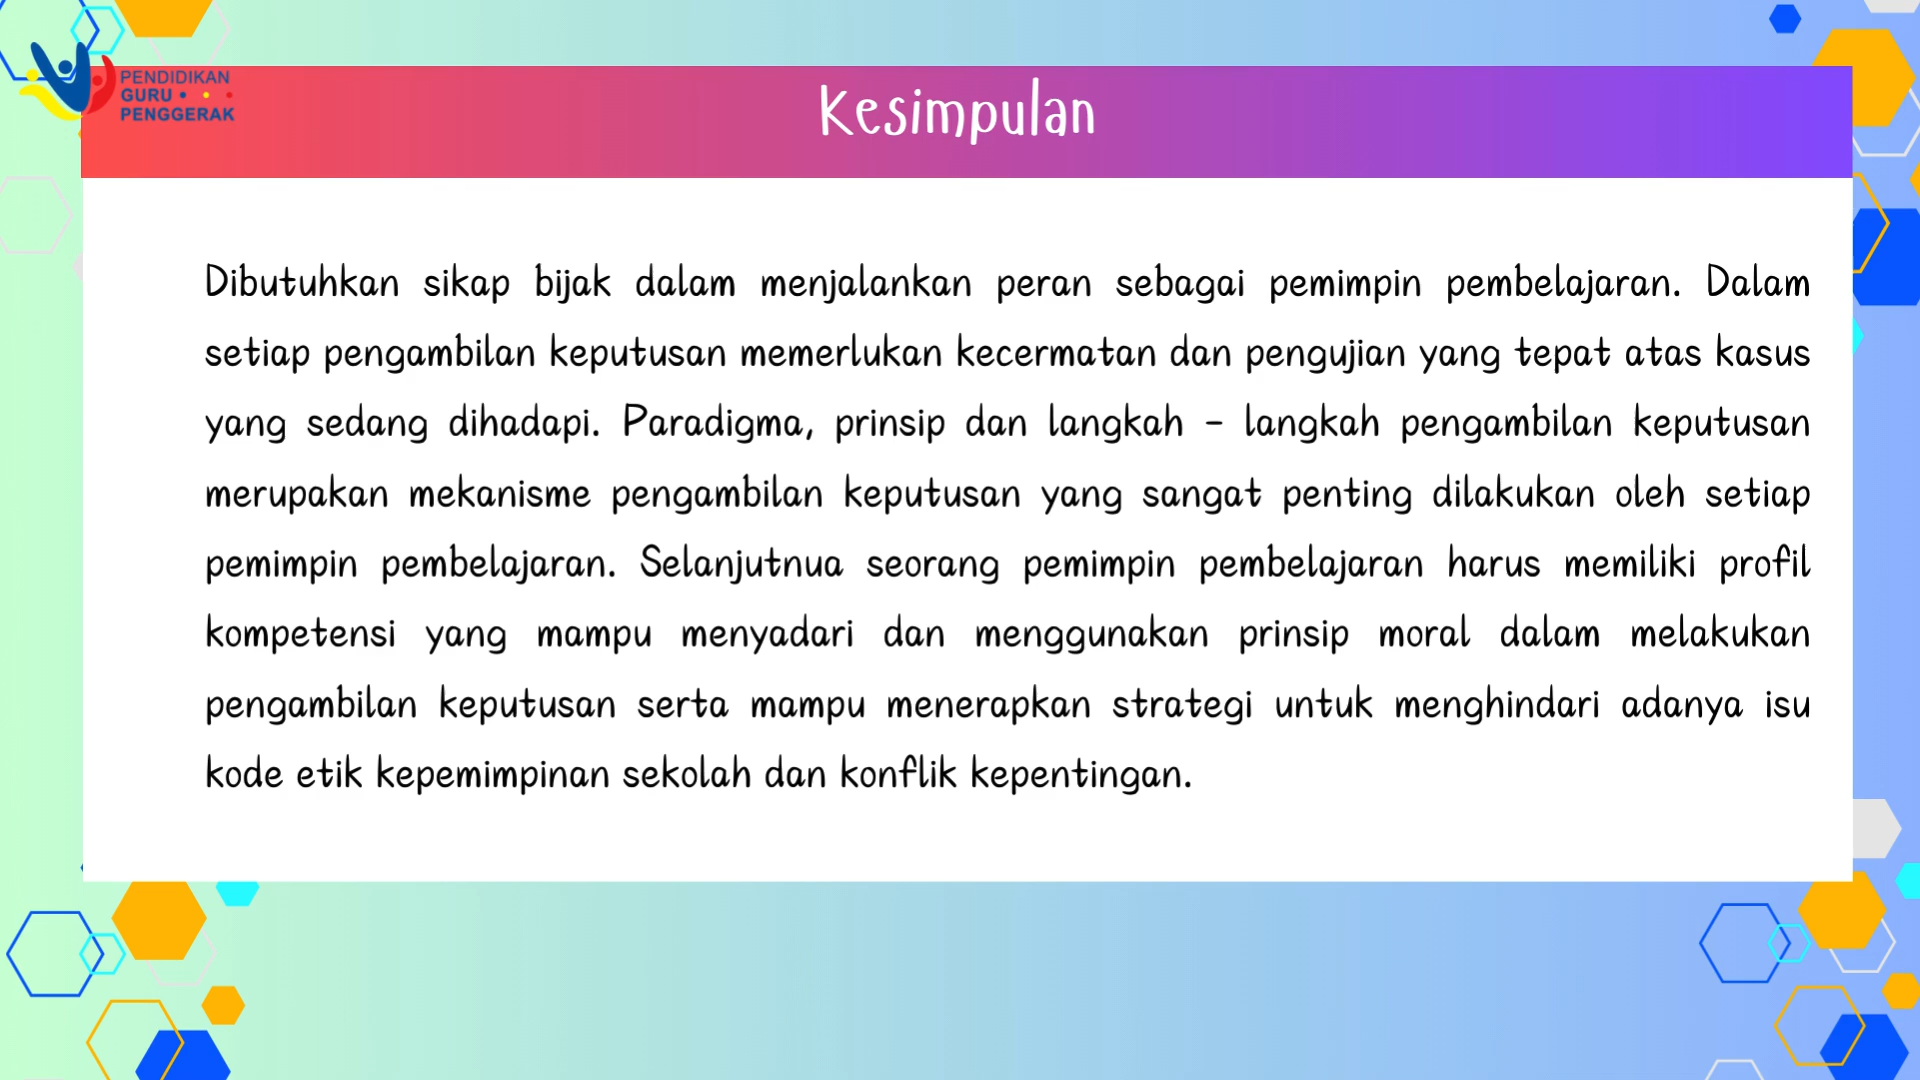 PENDIDIKAN
GURU
PENGGERAK
Kesimpulan
Dibutuhkan sikap bijak dalam menjalankan peran sebagai pemimpin pembelajaran. Dalam
setiap pengambilan keputusan memerlukan kecermatan dan pengujian yang tepat atas kasus
yang sedang dihadapi. Paradigma, prinsip dan langkah - langkah pengambilan keputusan
merupakan mekanisme pengambilan keputusan yang sangat penting dilakukan oleh setiap
pemimpin pembelajaran. Selanjutnua seorang pemimpin pembelajaran harus memiliki profil
kompetensi yang mampu menyadari dan menggunakan prinsip moral dalam melakukan
pengambilan keputusan serta mampu menerapkan strategi untuk menghindari adanya isu
kode etik kepemimpinan sekolah dan konflik kepentingan.